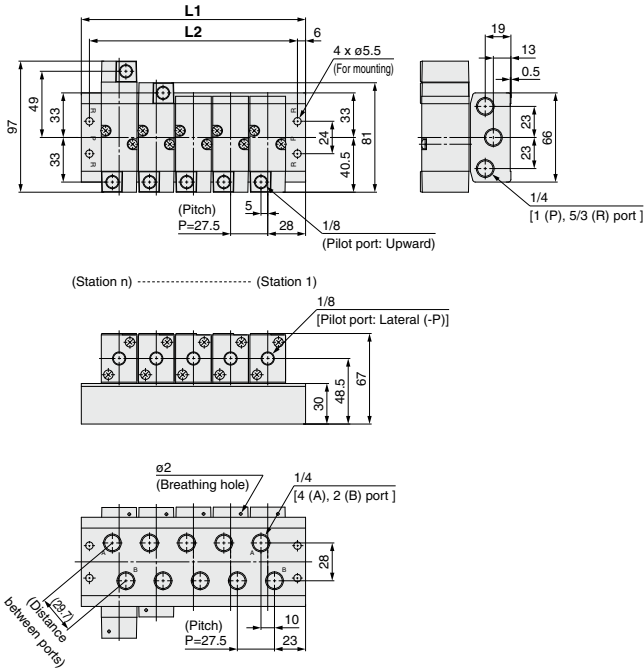 L1
L2
6
4 x ø5.5
(For mounting)
19
13
0.5
97
49
33
33
R
P
R
R
R
33
24
40.5
81
23
23
66
(Pitch)
P=27.5
5
28
1/8
(Pilot port: Upward)
1/4
[1 (P), 5/3 (R) port ]
(Station n)
(Station 1)
1/8
[Pilot port: Lateral (-P)]
30
48.5
67
ø2
(Breathing hole)
1/4
[4 (A), 2 (B) port ]
A
A
B
B
28
(29.7)
(Distance
between ports)
(Pitch)
P=27.5
10
23